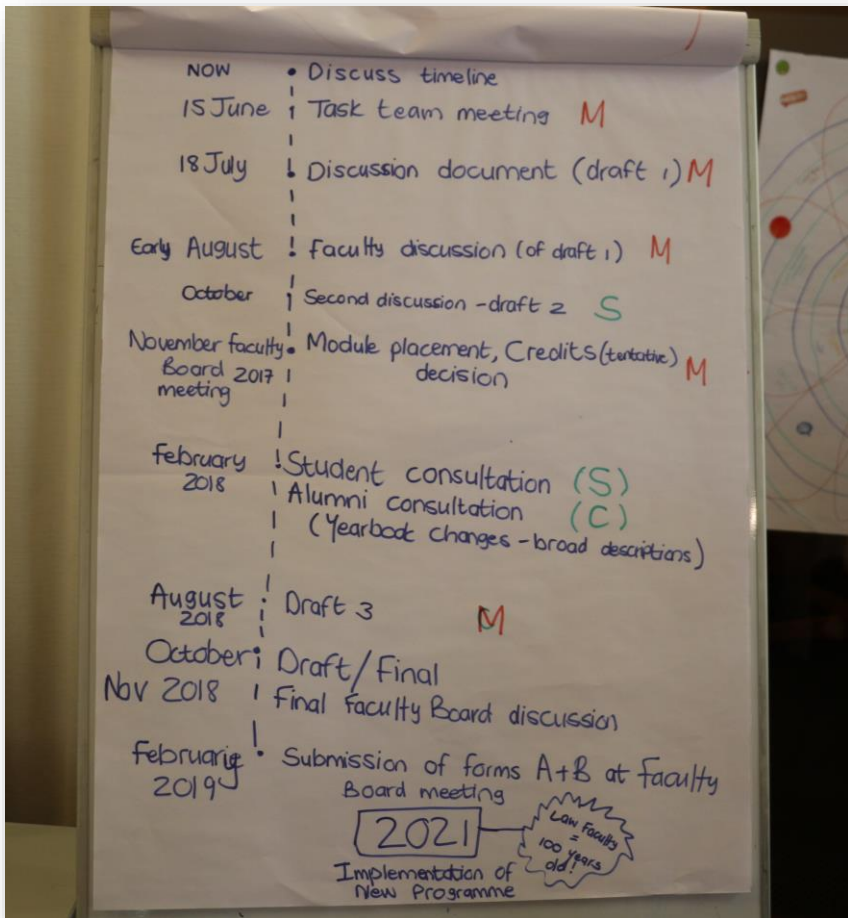 NOW • Discuss timeline
15 June Task team meeting M
18 July Discussion document (draft 1) M
Early August Faculty discussion (of draft 1) M
October Second discussion - draft 2 S
November faculty Module placement, Credits (tentative)
Board 2017 decision M
meeting
February Student consultation (S)
2018 Alumni consultation (C)
(Yearbook changes - broad descriptions)
August Draft 3 M
2018
October Draft/Final
Nov 2018 Final Faculty Board discussion
Februarie • Submission of forms A+B at faculty
2019 Board meeting
2021
Law Faculty
=
100 years
old!
Implementation of
New Programme